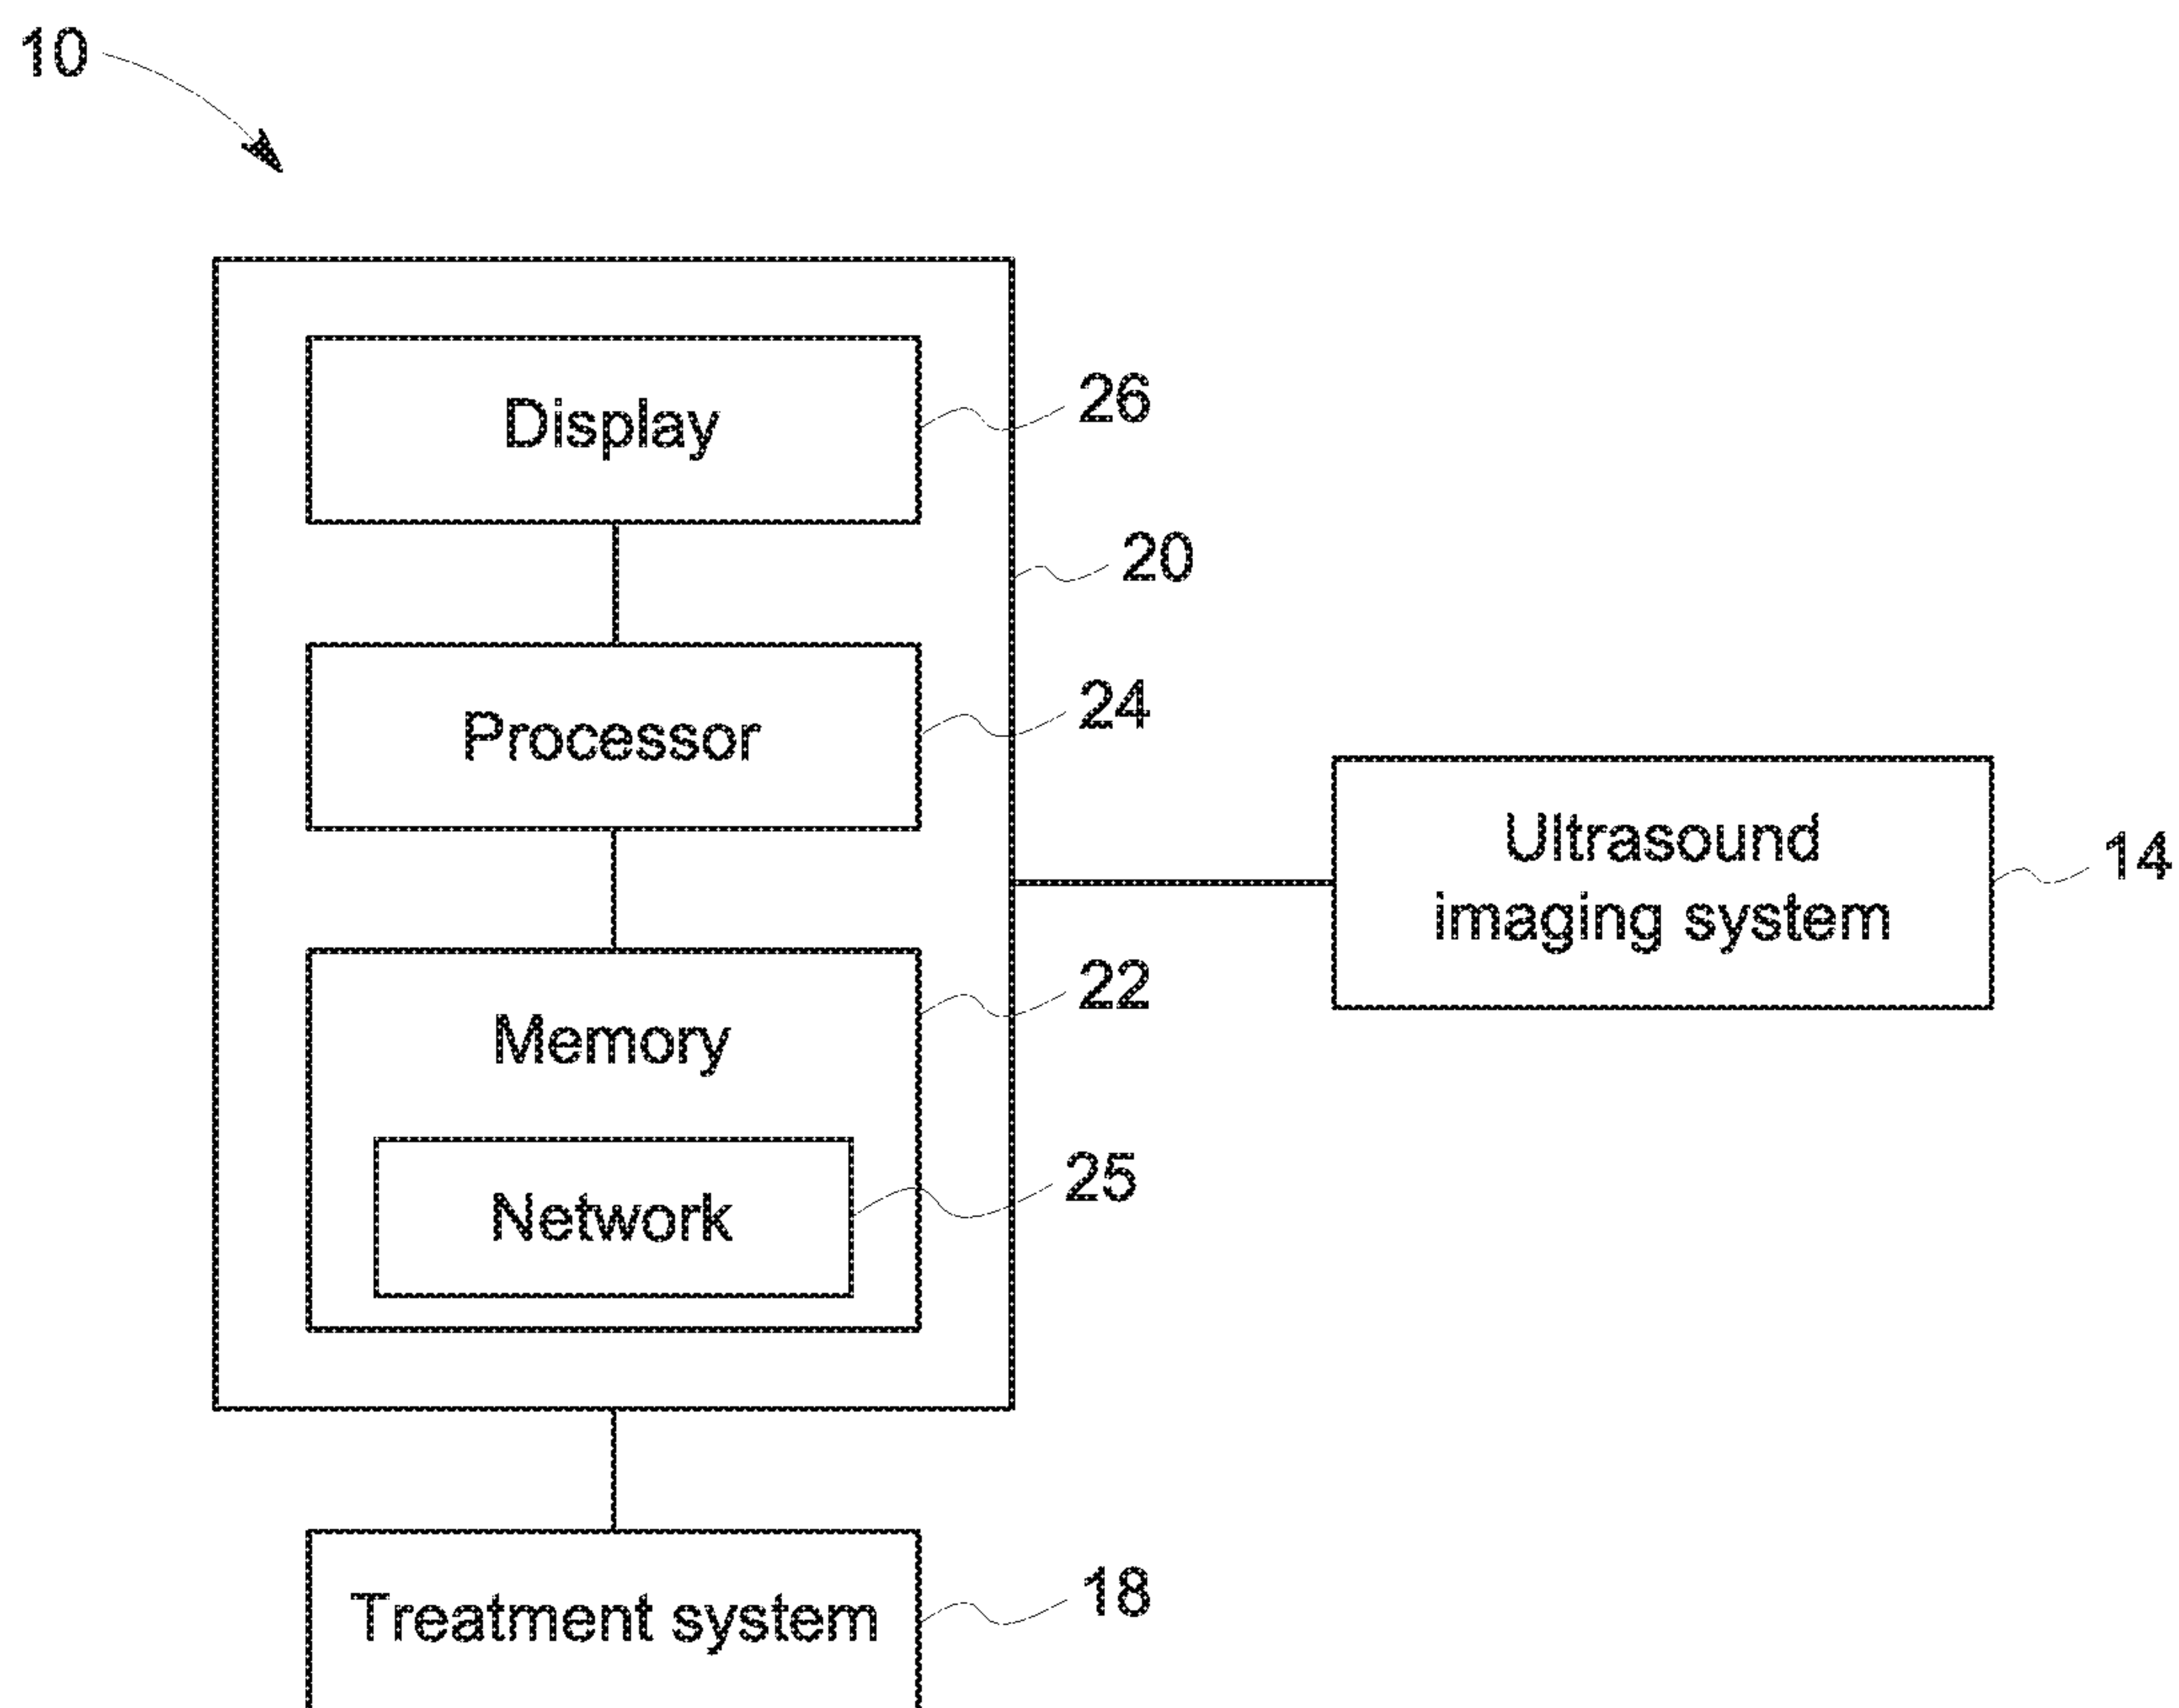 10
Display
26
20
Processor
24
Ultrasound
imaging system
14
Memory
22
Network
25
Treatment system
18